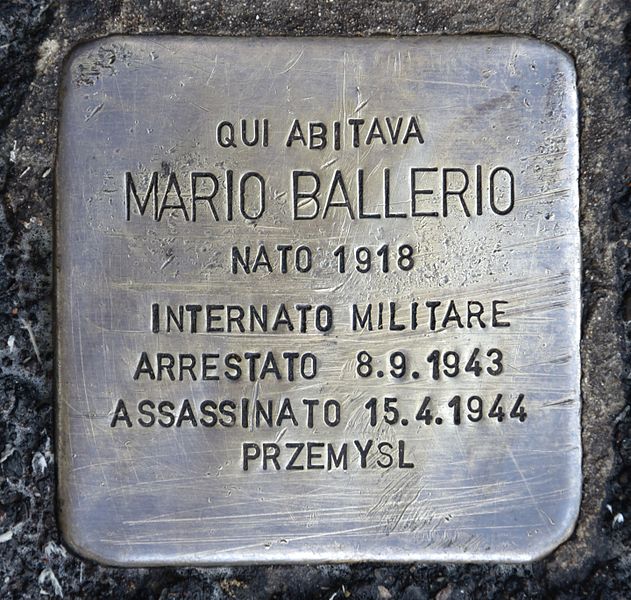 QUI ABITAVA
MARIO BALLERIO
NATO 1918
INTERNATO MILITARE
ARRESTATO 8.9.1943
ASSASSINATO 15.4.1944
PRZEMYSL